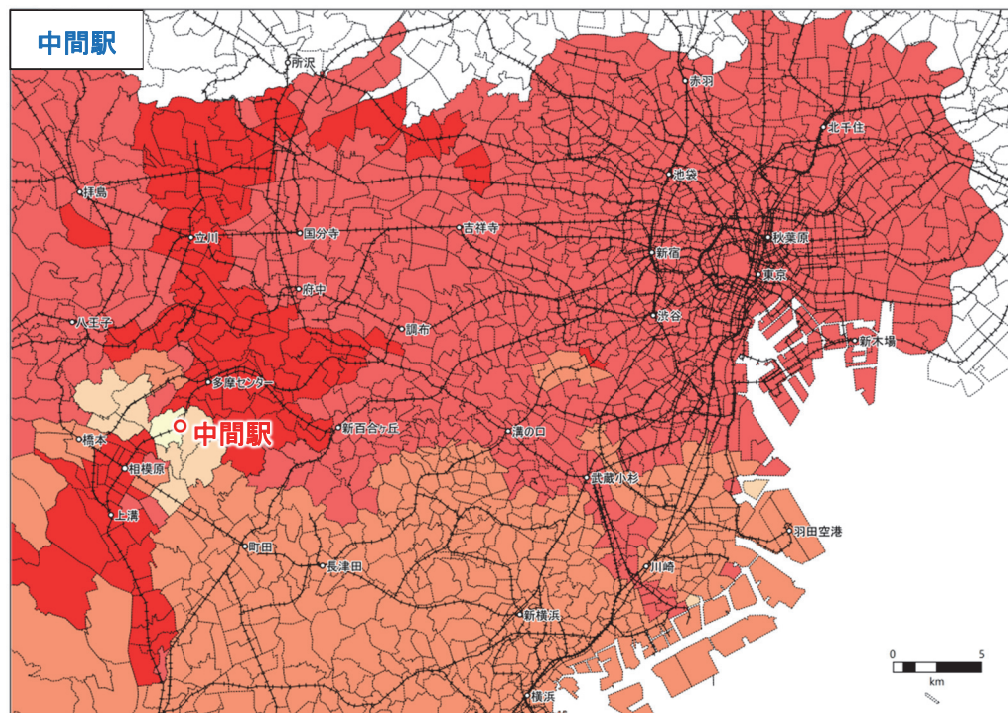 中間駅
所沢
赤羽
北千住
拝島
池袋
立川
国分寺
吉祥寺
新宿
秋葉原
東京
府中
八王子
調布
渋谷
新木場
多摩センター
中間駅
新百合ヶ丘
溝の口
橋本
相模原
武蔵小杉
上溝
羽田空港
町田
長津田
川崎
新横浜
横浜
0 5
km